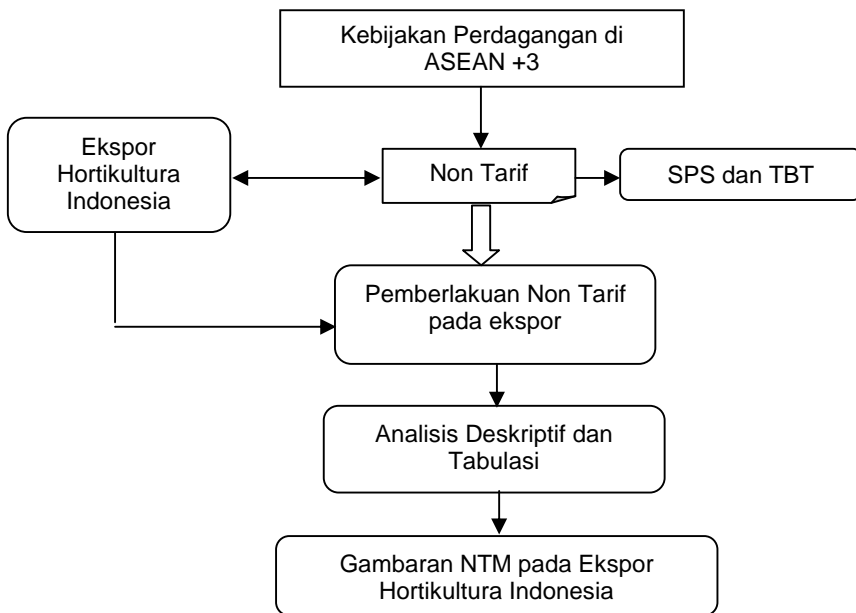 Kebijakan Perdagangan di
ASEAN +3
Ekspor
Hortikultura
Indonesia
Non Tarif
SPS dan TBT
Pemberlakuan Non Tarif
pada ekspor
Analisis Deskriptif dan
Tabulasi
Gambaran NTM pada Ekspor
Hortikultura Indonesia